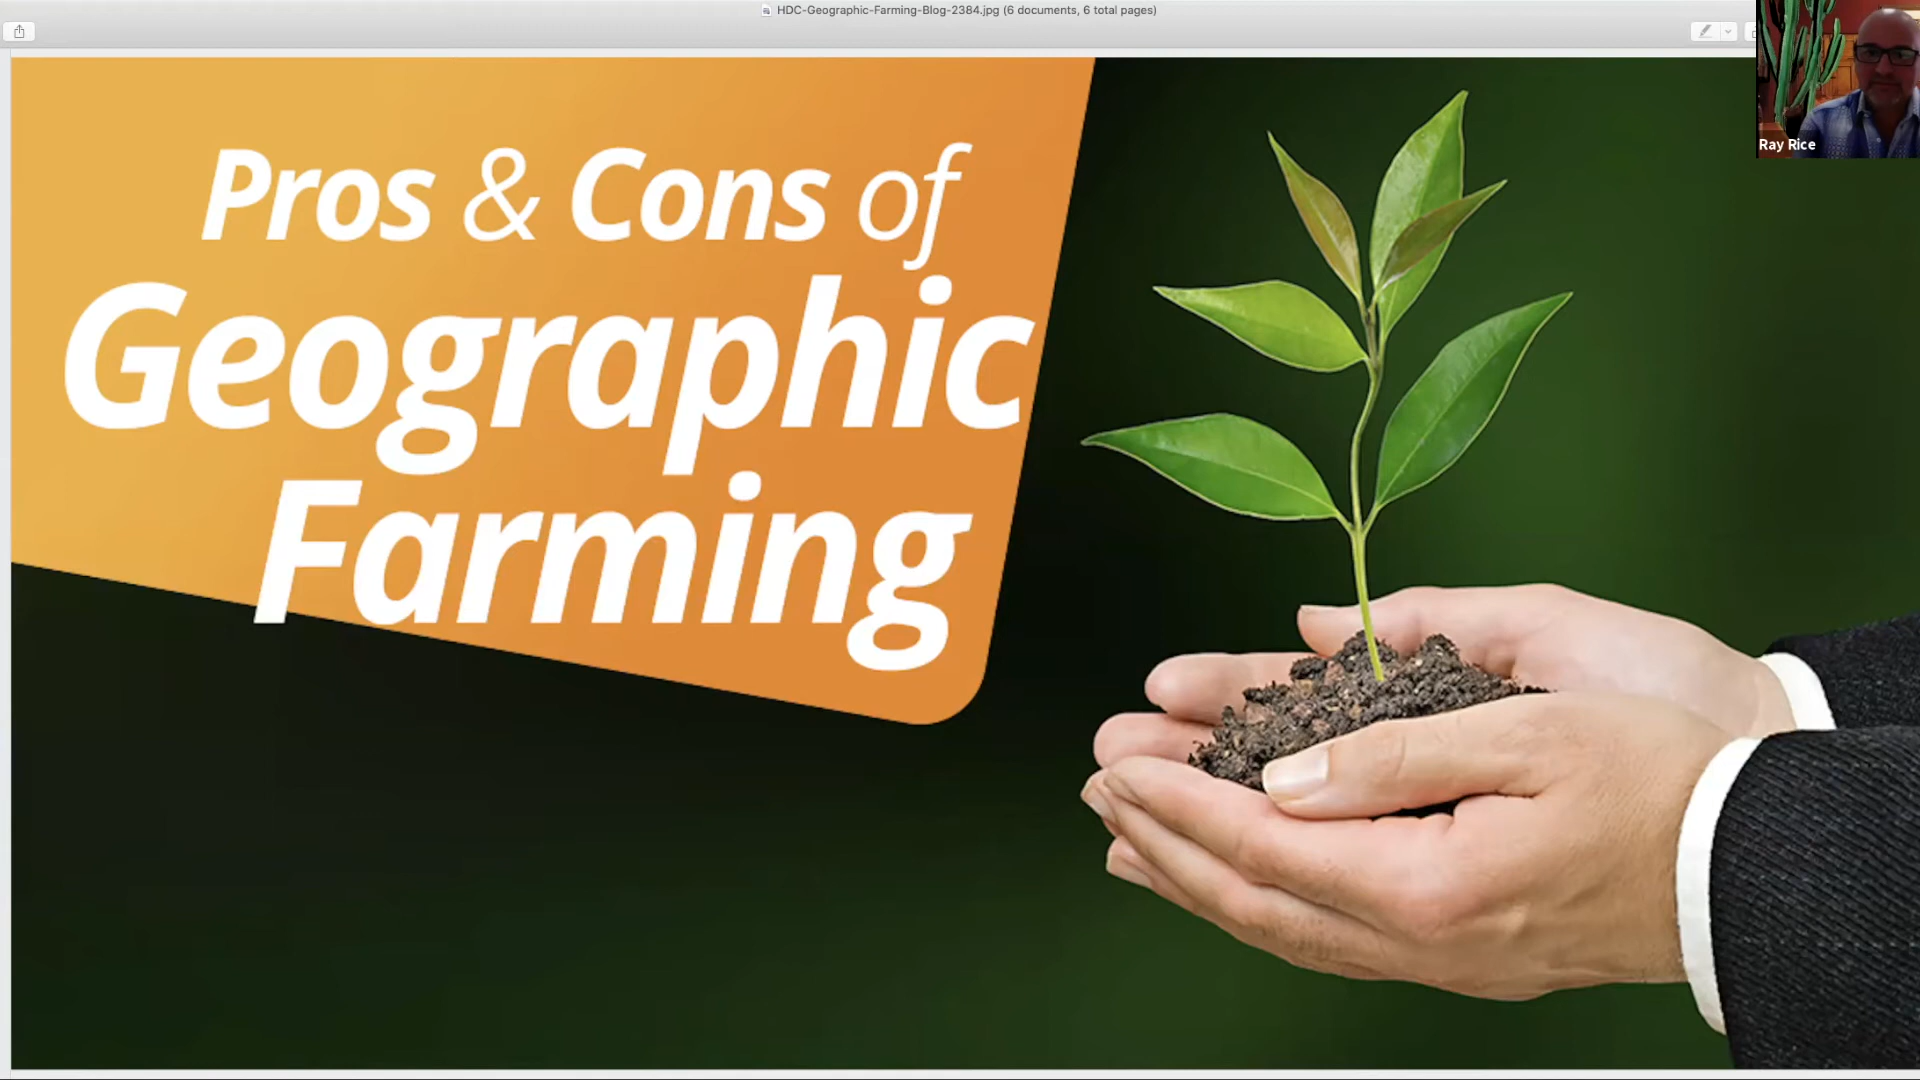 HDC-Geographic-Farming-Blog-2384.jpg (6 documents, 6 total pages)
Ray Rice
Pros & Cons of
Geographic
Farming